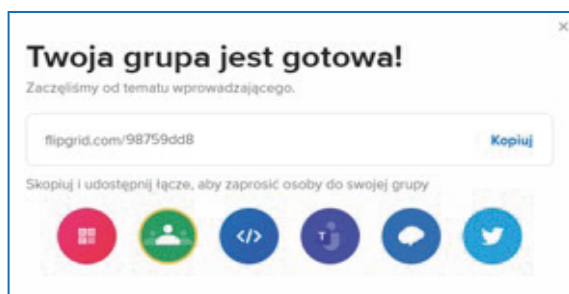 Twoja grupa jest gotowa!
Zaczęliśmy od tematu wprowadzającego.
flipgrid.com/98759dd8 Kopiuj
Skopiuj i udostępnij łącze, aby zaprosić osoby do swojej grupy